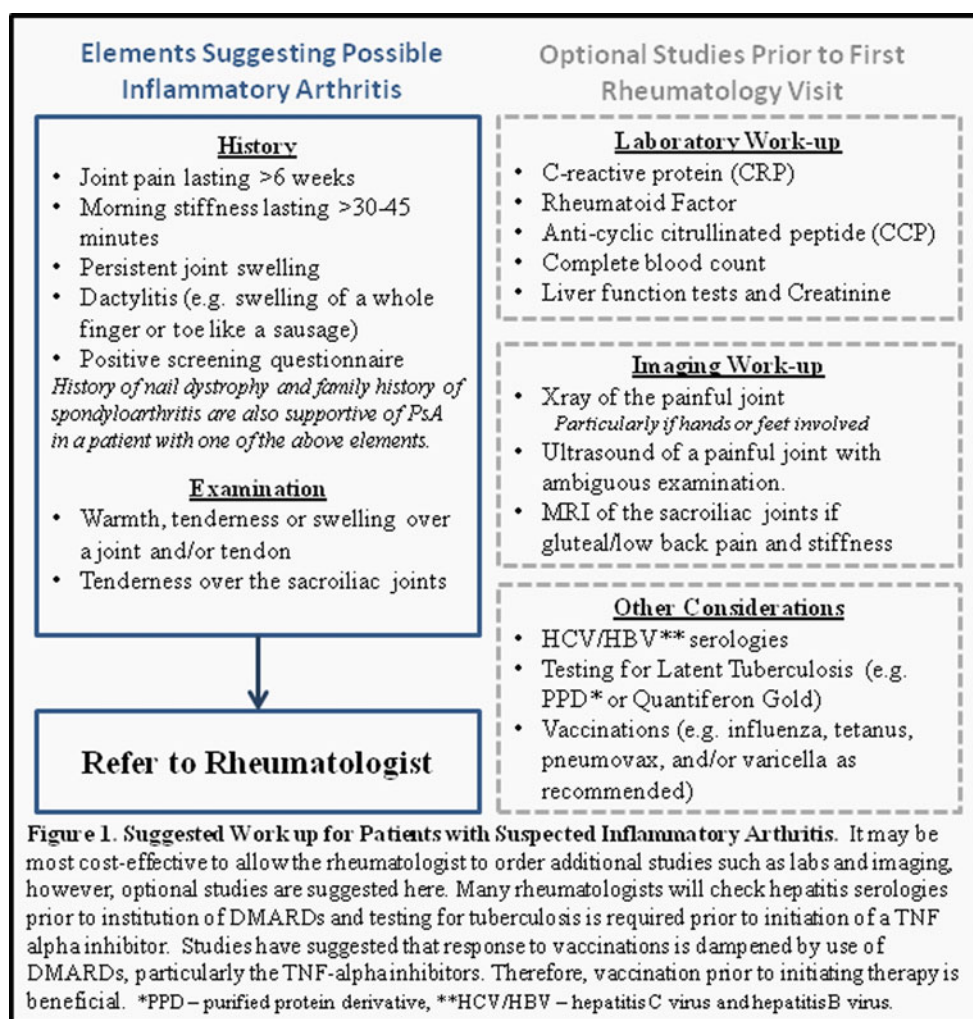 Elements Suggesting Possible
Inflammatory Arthritis
History
• Joint pain lasting >6 weeks
• Morning stiffness lasting >30-45
minutes
• Persistent joint swelling
• Dactylitis (e.g. swelling of a whole
finger or toe like a sausage)
• Positive screening questionnaire
History of nail dystrophy and family history of
spondyloarthritis are also supportive of PsA
in a patient with one of the above elements.
Examination
• Warmth, tenderness or swelling over
a joint and/or tendon
• Tenderness over the sacroiliac joints
Refer to Rheumatologist
Optional Studies Prior to First
Rheumatology Visit
Laboratory Work-up
• C-reactive protein (CRP)
• Rheumatoid Factor
• Anti-cyclic citrullinated peptide (CCP)
• Complete blood count
• Liver function tests and Creatinine
Imaging Work-up
• Xray of the painful joint
Particularly if hands or feet involved
• Ultrasound of a painful joint with
ambiguous examination.
• MRI of the sacroiliac joints if
gluteal/low back pain and stiffness
Other Considerations
• HCV/HBV** serologies
• Testing for Latent Tuberculosis (e.g.
PPD* or Quantiferon Gold)
• Vaccinations (e.g. influenza, tetanus,
pneumovax, and/or varicella as
recommended)
Figure 1. Suggested Work up for Patients with Suspected Inflammatory Arthritis. It may be
most cost-effective to allow the rheumatologist to order additional studies such as labs and imaging,
however, optional studies are suggested here. Many rheumatologists will check hepatitis serologies
prior to institution of DMARDs and testing for tuberculosis is required prior to initiation of a TNF
alpha inhibitor. Studies have suggested that response to vaccinations is dampened by use of
DMARDs, particularly the TNF-alpha inhibitors. Therefore, vaccination prior to initiating therapy is
beneficial. *PPD – purified protein derivative, **HCV/HBV – hepatitis C virus and hepatitis B virus.